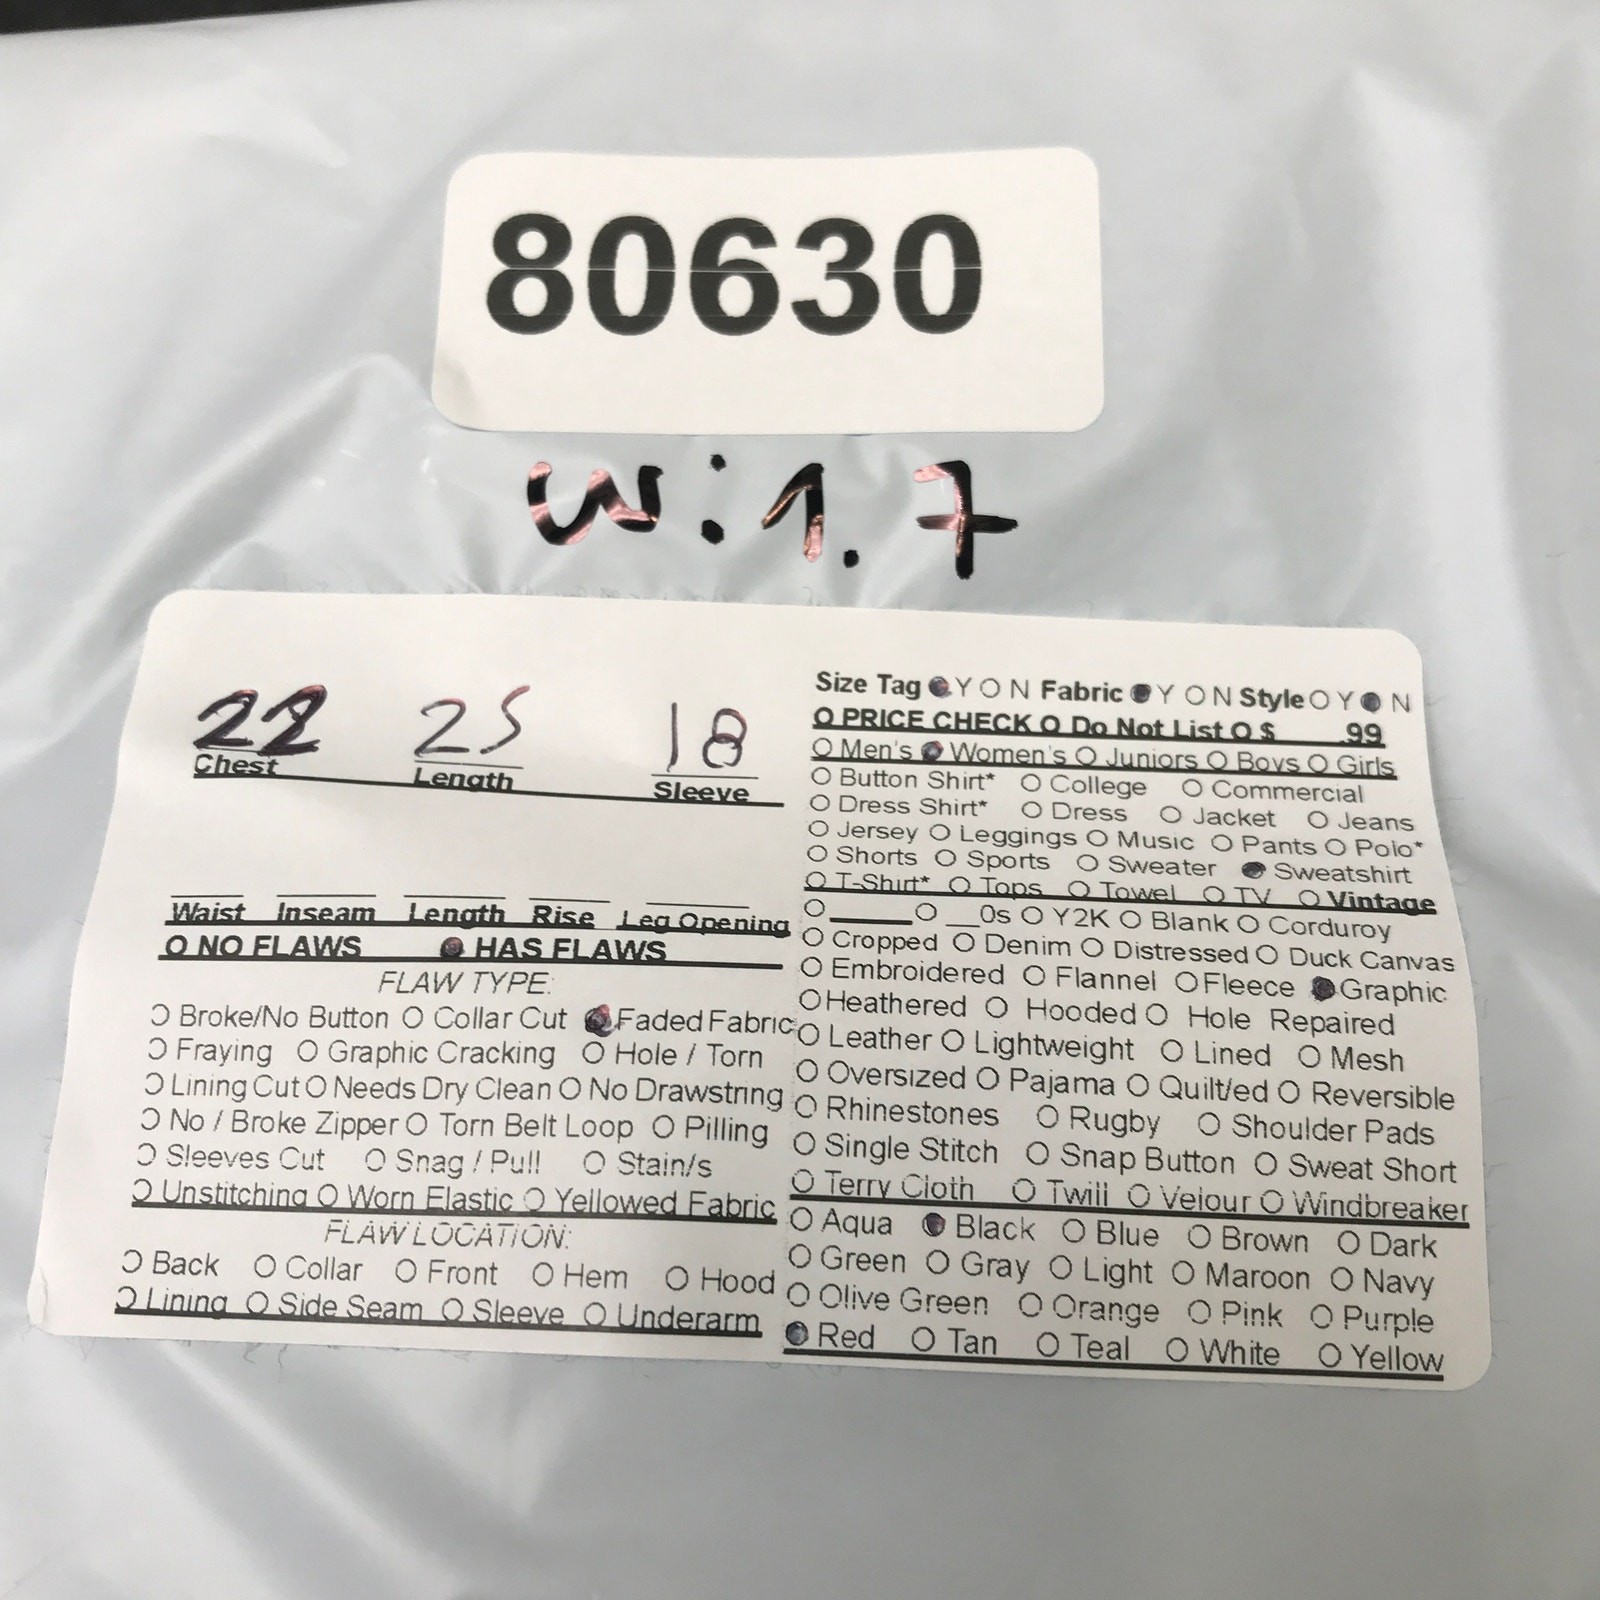 80630
W: 1.7
22 25 18
Chest Length Sleeve
Waist Inseam Length Rise Leg Opening
O NO FLAWS ● HAS FLAWS
FLAW TYPE:
O Broke/No Button O Collar Cut ● Faded Fabric
O Fraying O Graphic Cracking O Hole / Torn
O Lining Cut O Needs Dry Clean O No Drawstring
O No / Broke Zipper O Torn Belt Loop O Pilling
O Sleeves Cut O Snag / Pull O Stain/s
O Unstitching O Worn Elastic O Yellowed Fabric
FLAW LOCATION:
O Back O Collar O Front O Hem O Hood
O Lining O Side Seam O Sleeve O Underarm
Size Tag ● Y O N Fabric ● Y O N Style O Y ● N
O PRICE CHECK O Do Not List O $ .99
O Men's ● Women's O Juniors O Boys O Girls
O Button Shirt* O College O Commercial
O Dress Shirt* O Dress O Jacket O Jeans
O Jersey O Leggings O Music O Pants O Polo*
O Shorts O Sports O Sweater ● Sweatshirt
O T-Shirt* O Tops O Towel O TV O Vintage
O _____ O __0s O Y2K O Blank O Corduroy
O Cropped O Denim O Distressed O Duck Canvas
O Embroidered O Flannel O Fleece ● Graphic
O Heathered O Hooded O Hole Repaired
O Leather O Lightweight O Lined O Mesh
O Oversized O Pajama O Quilt/ed O Reversible
O Rhinestones O Rugby O Shoulder Pads
O Single Stitch O Snap Button O Sweat Short
O Terry Cloth O Twill O Velour O Windbreaker
O Aqua ● Black O Blue O Brown O Dark
O Green O Gray O Light O Maroon O Navy
O Olive Green O Orange O Pink O Purple
● Red O Tan O Teal O White O Yellow